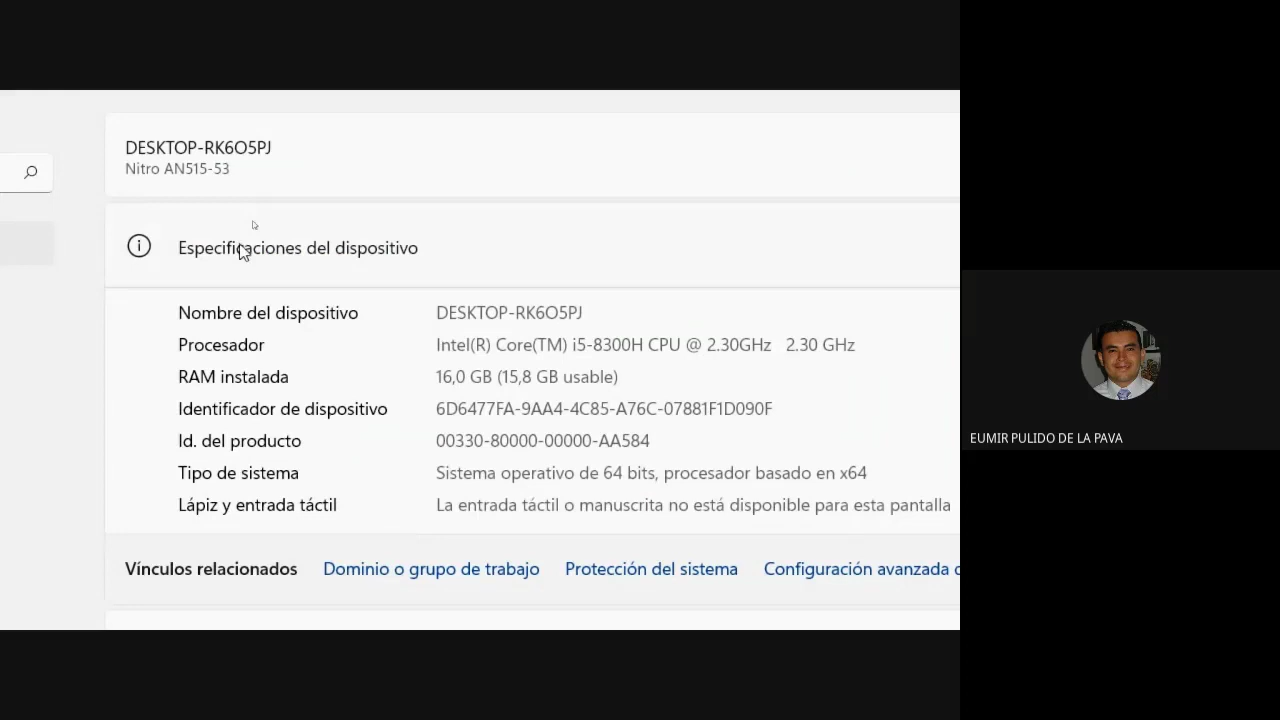 DESKTOP-RK6O5PJ
Nitro AN515-53
Especificaciones del dispositivo
Nombre del dispositivo DESKTOP-RK6O5PJ
Procesador Intel(R) Core(TM) i5-8300H CPU @ 2.30GHz 2.30 GHz
RAM instalada 16,0 GB (15,8 GB usable)
Identificador de dispositivo 6D6477FA-9AA4-4C85-A76C-07881F1D090F
Id. del producto 00330-80000-00000-AA584
Tipo de sistema Sistema operativo de 64 bits, procesador basado en x64
Lápiz y entrada táctil La entrada táctil o manuscrita no está disponible para esta pantalla
Vínculos relacionados Dominio o grupo de trabajo Protección del sistema Configuración avanzada
EUMIR PULIDO DE LA PAVA